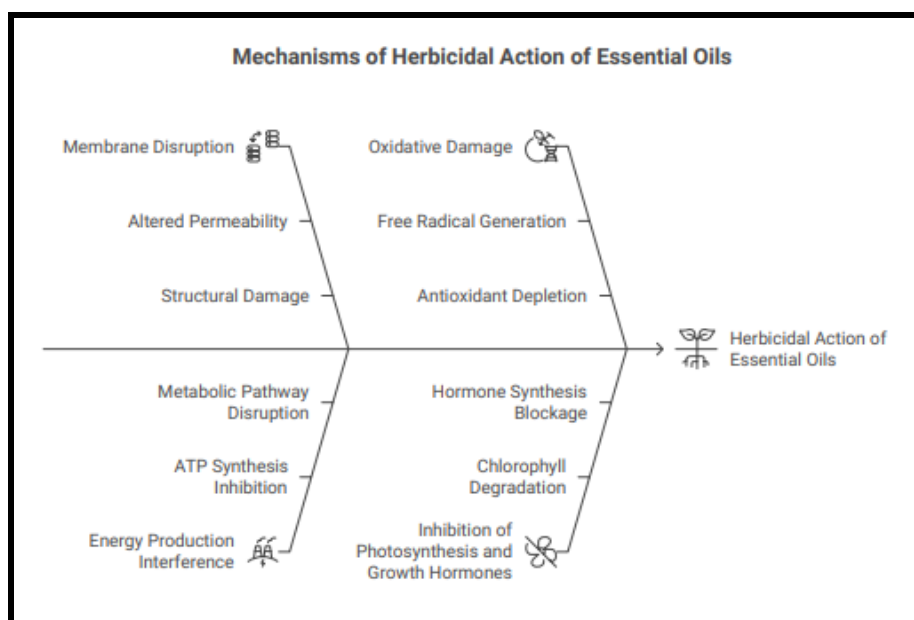 Mechanisms of Herbicidal Action of Essential Oils
Membrane Disruption
Altered Permeability
Structural Damage
Oxidative Damage
Free Radical Generation
Antioxidant Depletion
Herbicidal Action of
Essential Oils
Metabolic Pathway
Disruption
ATP Synthesis
Inhibition
Energy Production
Interference
Hormone Synthesis
Blockage
Chlorophyll
Degradation
Inhibition of
Photosynthesis and
Growth Hormones